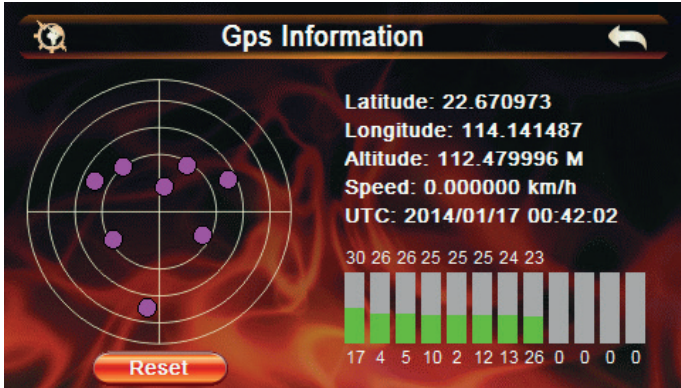 Gps Information
Latitude: 22.670973
Longitude: 114.141487
Altitude: 112.479996 M
Speed: 0.000000 km/h
UTC: 2014/01/17 00:42:02
30 26 26 25 25 25 24 23
17 4 5 10 2 12 13 26 0 0 0 0
Reset